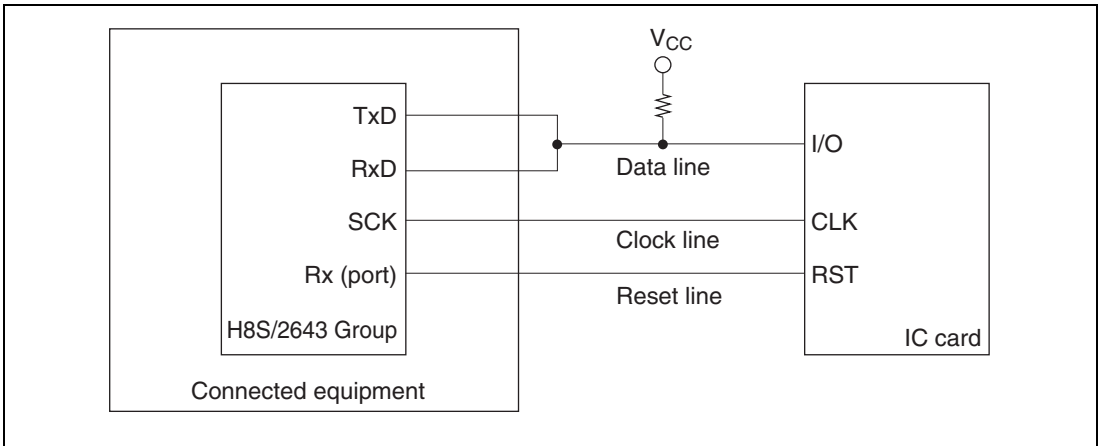 VCC
TxD
I/O
RxD
Data line
SCK
CLK
Clock line
Rx (port)
RST
Reset line
H8S/2643 Group
IC card
Connected equipment